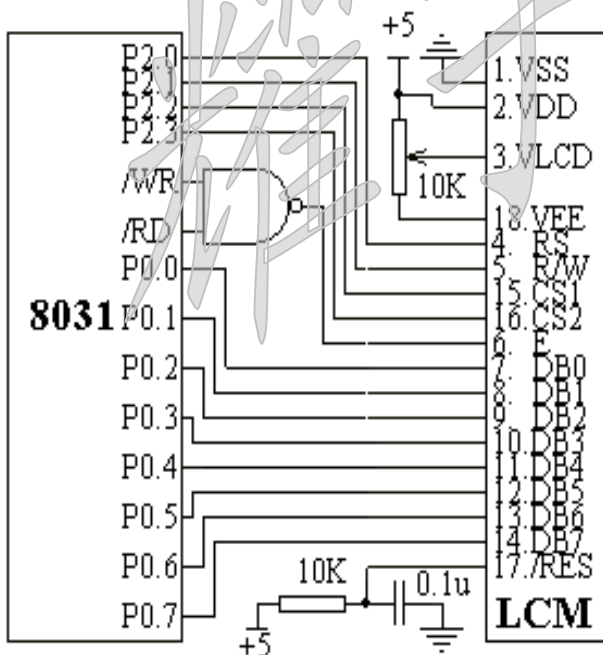 +5
P2.0
P2.1
P2.2
P2.3
/WR
/RD
P0.0
8031
P0.1
P0.2
P0.3
P0.4
P0.5
P0.6
P0.7
10K
1.VSS
2.VDD
3.VLCD
18.VEE
4. RS
5. R/W
15.CS1
16.CS2
6. E
7. DB0
8. DB1
9. DB2
10.DB3
11.DB4
12.DB5
13.DB6
14.DB7
17./RES
LCM
10K
0.1u
+5